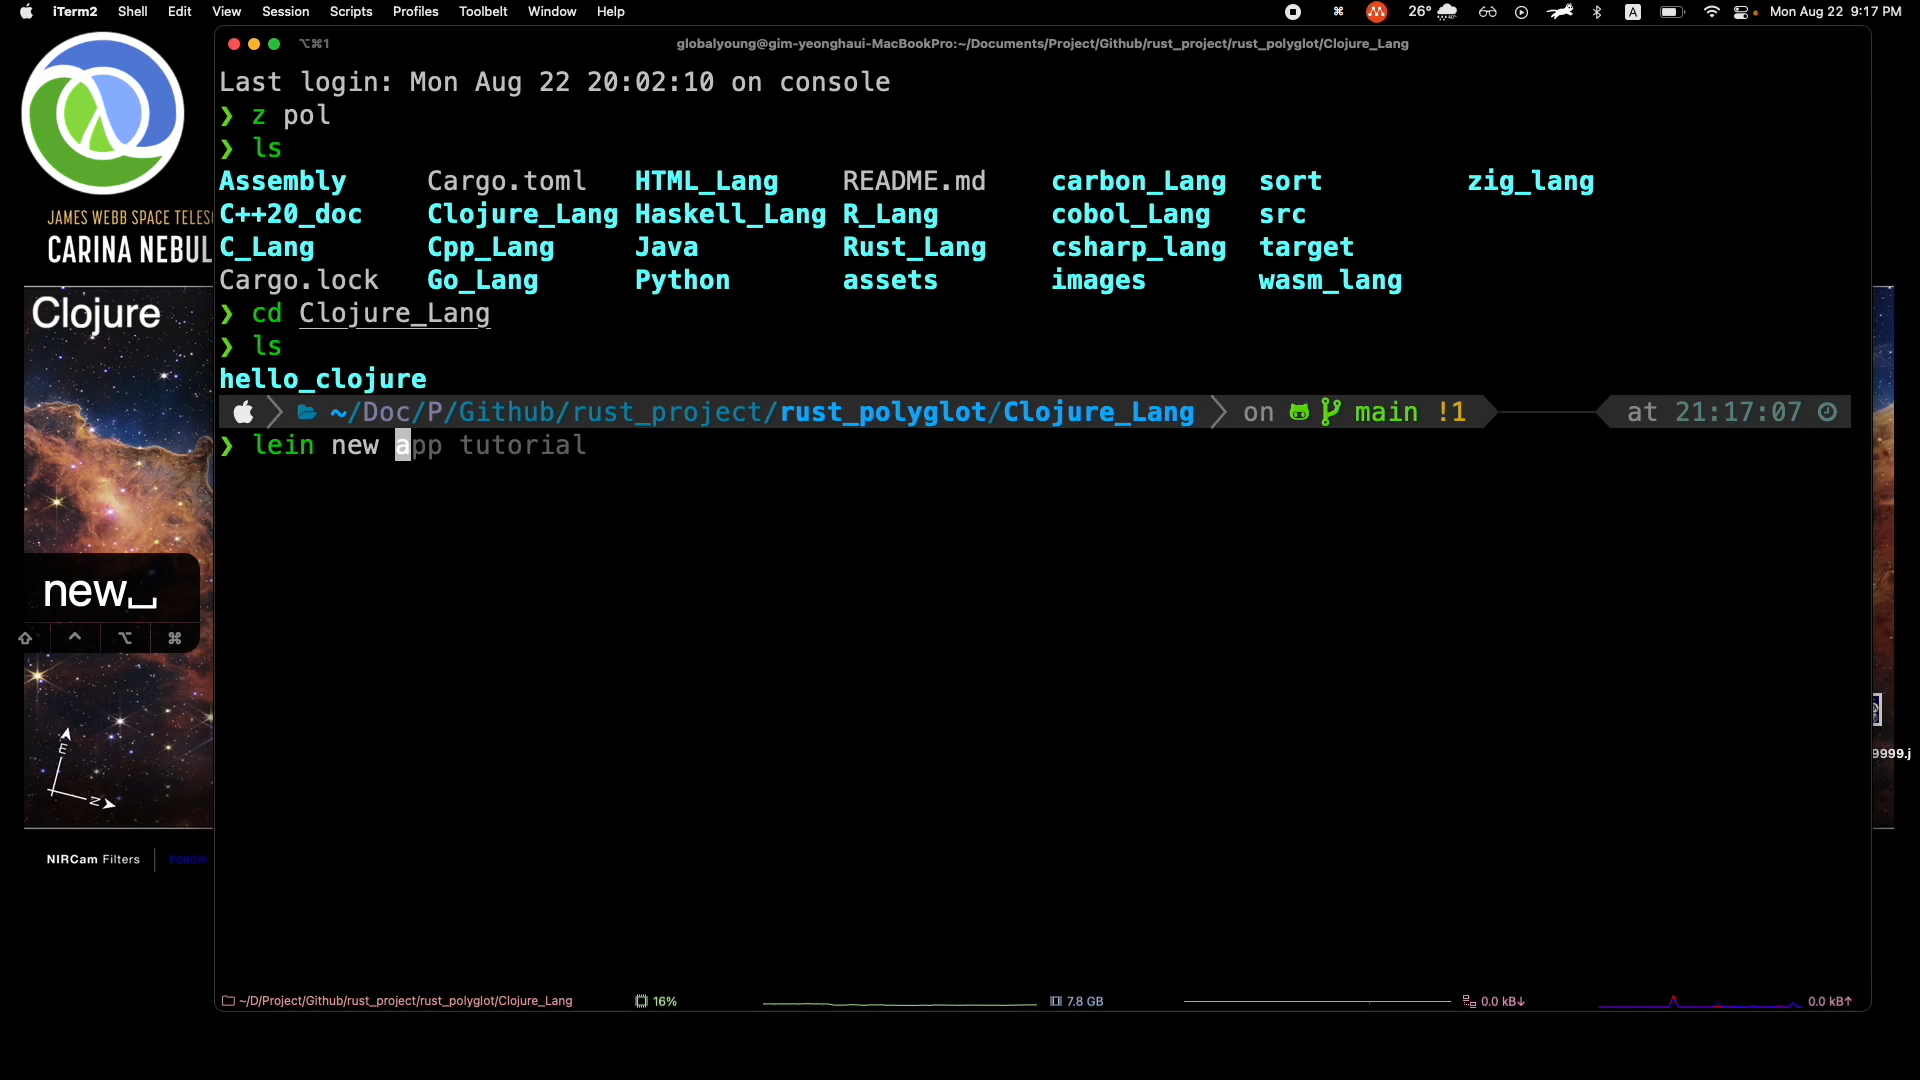 iTerm2 Shell Edit View Session Scripts Profiles Toolbelt Window Help 26° A Mon Aug 22 9:17 PM
⌥⌘1 globalyoung@gim-yeonghaui-MacBookPro:~/Documents/Project/Github/rust_project/rust_polyglot/Clojure_Lang
Last login: Mon Aug 22 20:02:10 on console
❯ z pol
❯ ls
Assembly Cargo.toml HTML_Lang README.md carbon_Lang sort zig_lang
C++20_doc Clojure_Lang Haskell_Lang R_Lang cobol_Lang src
C_Lang Cpp_Lang Java Rust_Lang csharp_lang target
Cargo.lock Go_Lang Python assets images wasm_lang
❯ cd Clojure_Lang
❯ ls
hello_clojure
~/Doc/P/Github/rust_project/rust_polyglot/Clojure_Lang on main !1 at 21:17:07
❯ lein new app tutorial
~/D/Project/Github/rust_project/rust_polyglot/Clojure_Lang 16% 7.8 GB 0.0 kB↓ 0.0 kB↑
JAMES WEBB SPACE TELES
CARINA NEBUL
Clojure
new␣
⇧ ^ ⌥ ⌘
E
N
NIRCam Filters
9999.j